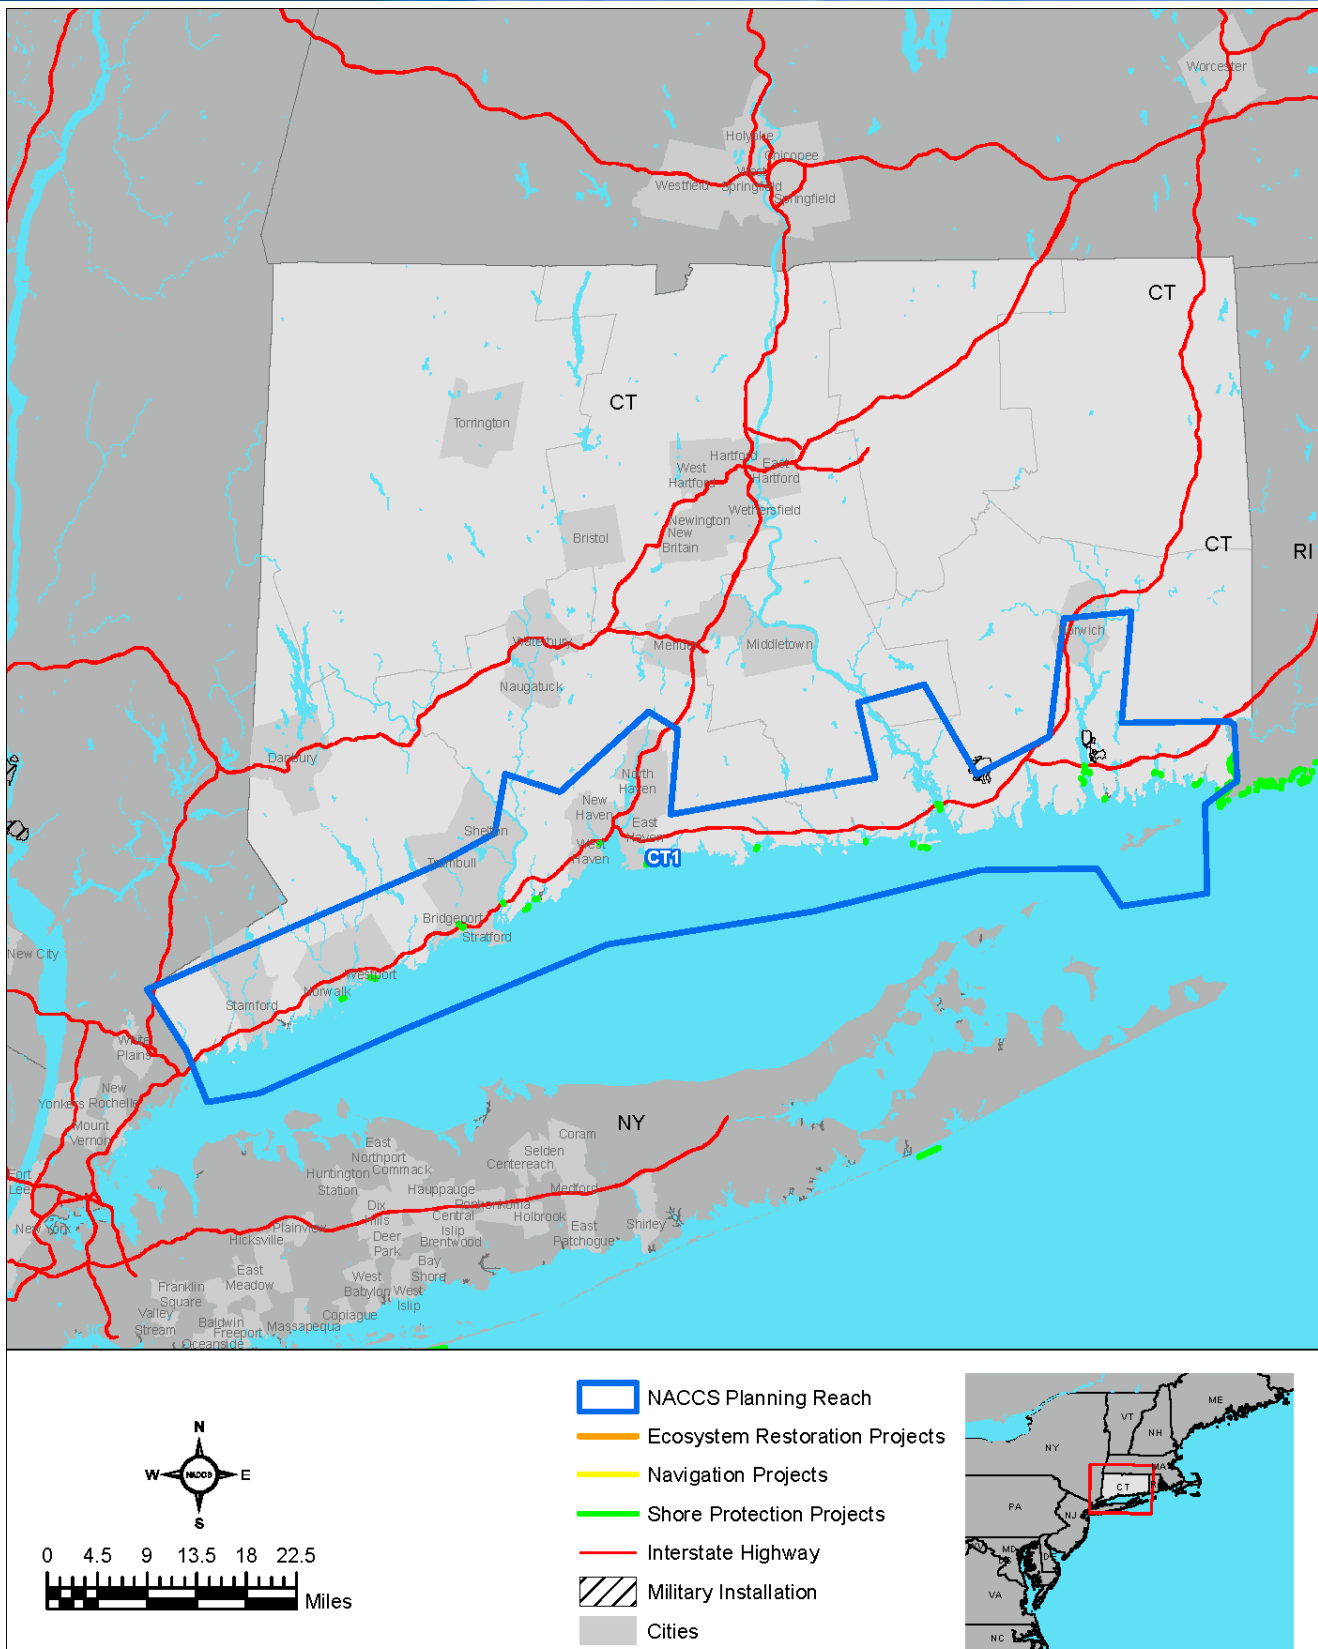 Worcester
Holyoke
Chicopee
West
Springfield
Westfield
Springfield
CT
CT
Torrington
Hartford
West
Hartford
East
Hartford
Wethersfield
Newington
New
Britain
Bristol
CT
RI
Norwich
Waterbury
Meriden
Middletown
Naugatuck
Danbury
North
Haven
New
Haven
East
Haven
West
Haven
CT1
Shelton
Trumbull
Bridgeport
Stratford
New City
Westport
Norwalk
Stamford
White
Plains
New
Rochelle
Yonkers
Mount
Vernon
NY
Fort
Lee
New York
East
Northport
Commack
Huntington
Station
Coram
Selden
Centereach
Hauppauge
Medford
Ronkonkoma
Dix
Hills
Central
Islip
Holbrook
East
Patchogue
Shirley
Plainview
Hicksville
Deer
Park
Brentwood
Bay
Shore
East
Meadow
West
Babylon
West
Islip
Franklin
Square
Copiague
Massapequa
Valley
Stream
Baldwin
Freeport
Oceanside
N
W
NACCS
E
S
0 4.5 9 13.5 18 22.5
Miles
NACCS Planning Reach
Ecosystem Restoration Projects
Navigation Projects
Shore Protection Projects
Interstate Highway
Military Installation
Cities
ME
VT
NH
NY
MA
CT
PA
NJ
MD
DE
VA
NC